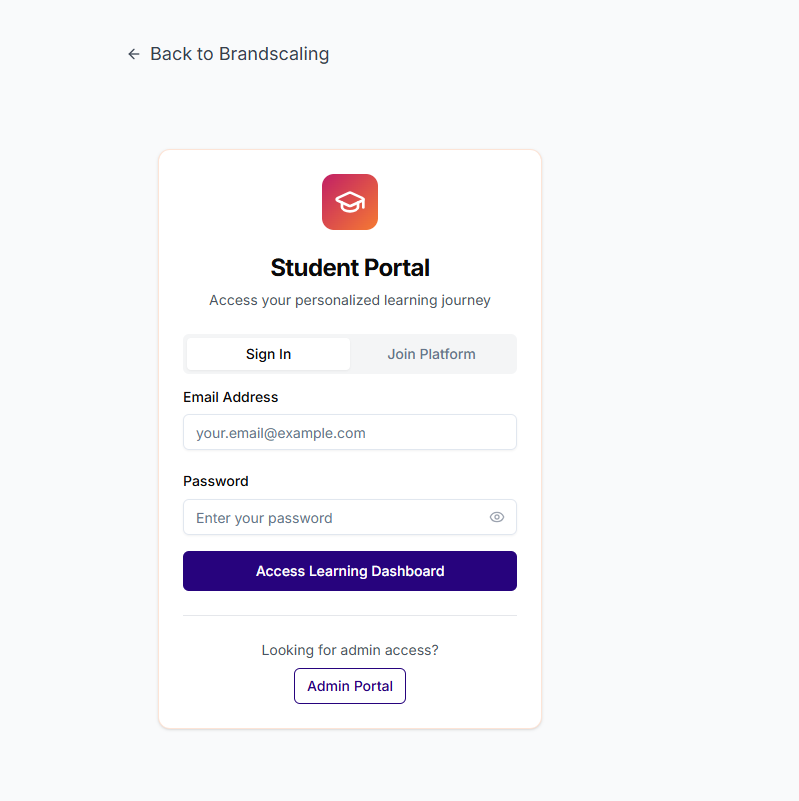 Back to Brandscaling
Student Portal
Access your personalized learning journey
Sign In
Join Platform
Email Address
your.email@example.com
Password
Enter your password
Access Learning Dashboard
Looking for admin access?
Admin Portal